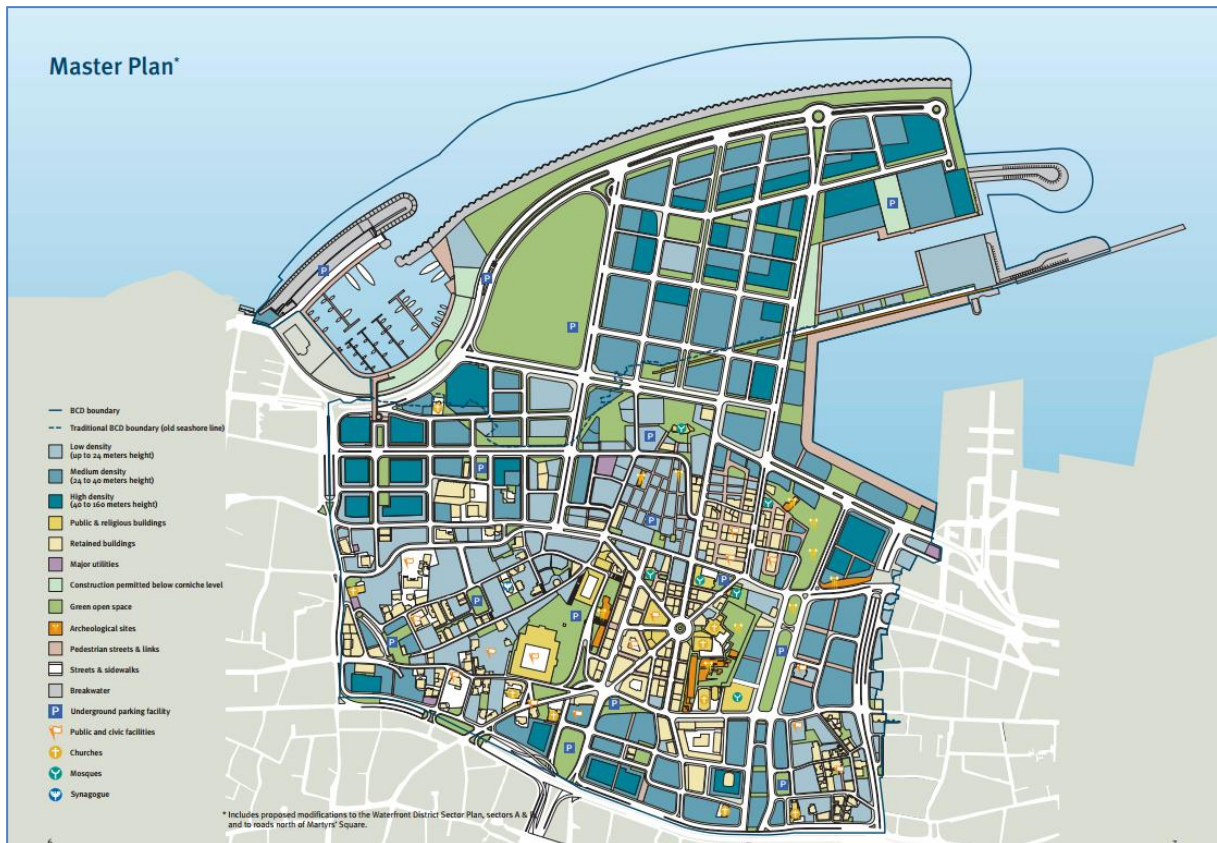 Master Plan*
BCD boundary
Traditional BCD boundary (old seashore line)
Low density
(up to 24 meters height)
Medium density
(24 to 40 meters height)
High density
(40 to 160 meters height)
Public & religious buildings
Retained buildings
Major utilities
Construction permitted below corniche level
Green open space
Archeological sites
Pedestrian streets & links
Streets & sidewalks
Breakwater
P Underground parking facility
Public and civic facilities
Churches
Mosques
Synagogue
* Includes proposed modifications to the Waterfront District Sector Plan, sectors A &
and to roads north of Martyrs' Square.